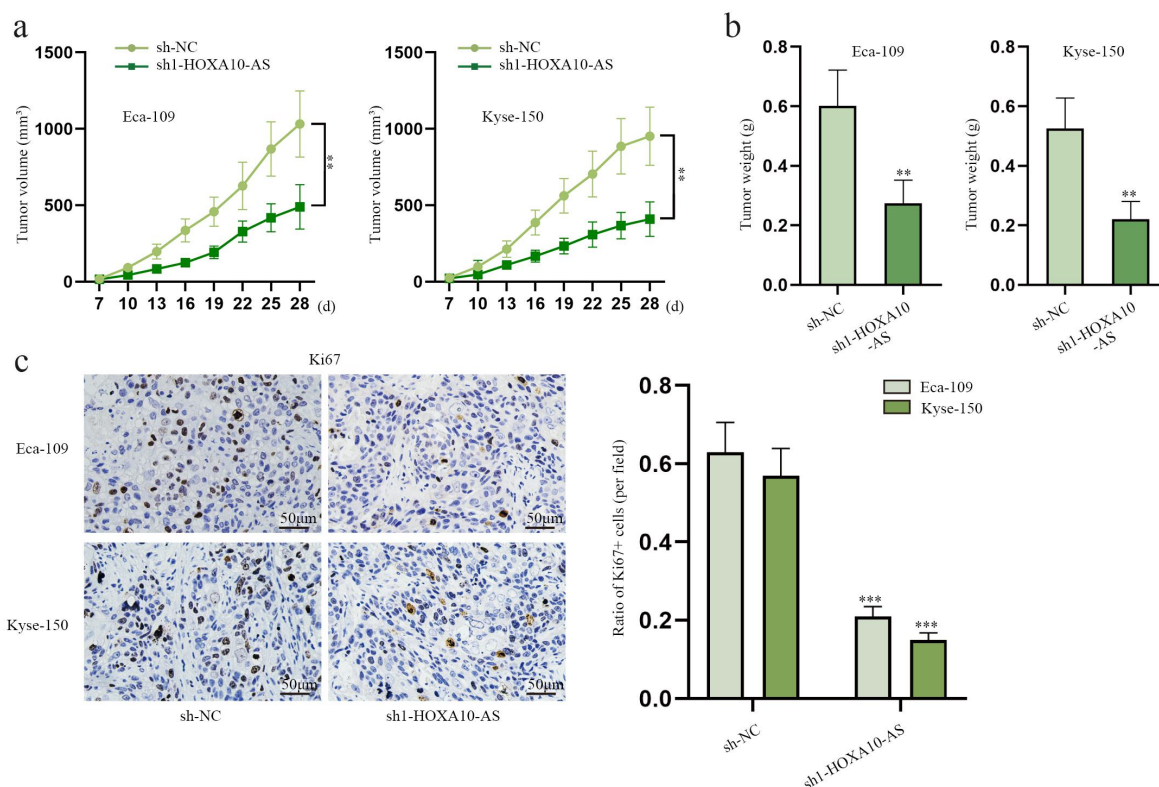 a
sh-NC
sh1-HOXA10-AS
1500
1000
500
0
Tumor volume (mm³)
Eca-109
**
7 10 13 16 19 22 25 28 (d)
sh-NC
sh1-HOXA10-AS
1500
1000
500
0
Tumor volume (mm³)
Kyse-150
**
7 10 13 16 19 22 25 28 (d)
b
Eca-109
0.8
0.6
0.4
0.2
0.0
Tumor weight (g)
**
sh-NC
sh1-HOXA10
-AS
Kyse-150
0.8
0.6
0.4
0.2
0.0
Tumor weight (g)
**
sh-NC
sh1-HOXA10
-AS
c
Ki67
Eca-109
50μm
50μm
Kyse-150
50μm
50μm
sh-NC
sh1-HOXA10-AS
Eca-109
Kyse-150
0.8
0.6
0.4
0.2
0.0
Ratio of Ki67+ cells (per field)
***
***
sh-NC
sh1-HOXA10-AS